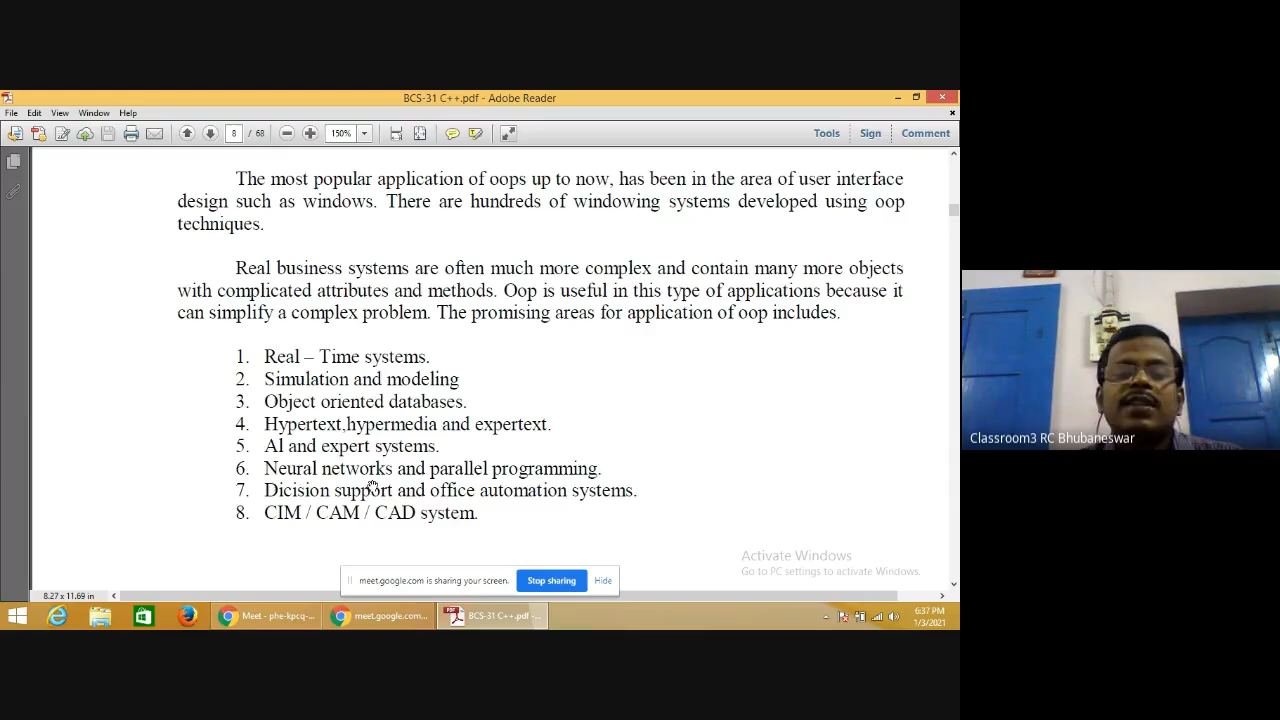 BCS-31 C++.pdf - Adobe Reader
File Edit View Window Help
8 / 68 150% Tools Sign Comment
The most popular application of oops up to now, has been in the area of user interface
design such as windows. There are hundreds of windowing systems developed using oop
techniques.
Real business systems are often much more complex and contain many more objects
with complicated attributes and methods. Oop is useful in this type of applications because it
can simplify a complex problem. The promising areas for application of oop includes.
1. Real – Time systems.
2. Simulation and modeling
3. Object oriented databases.
4. Hypertext,hypermedia and expertext.
5. Al and expert systems.
6. Neural networks and parallel programming.
7. Dicision support and office automation systems.
8. CIM / CAM / CAD system.
Classroom3 RC Bhubaneswar
Activate Windows
Go to PC settings to activate Windows.
meet.google.com is sharing your screen. Stop sharing Hide
8.27 x 11.69 in
Meet - phe-kpcq-... meet.google.com... BCS-31 C++.pdf -... 6:37 PM
1/3/2021